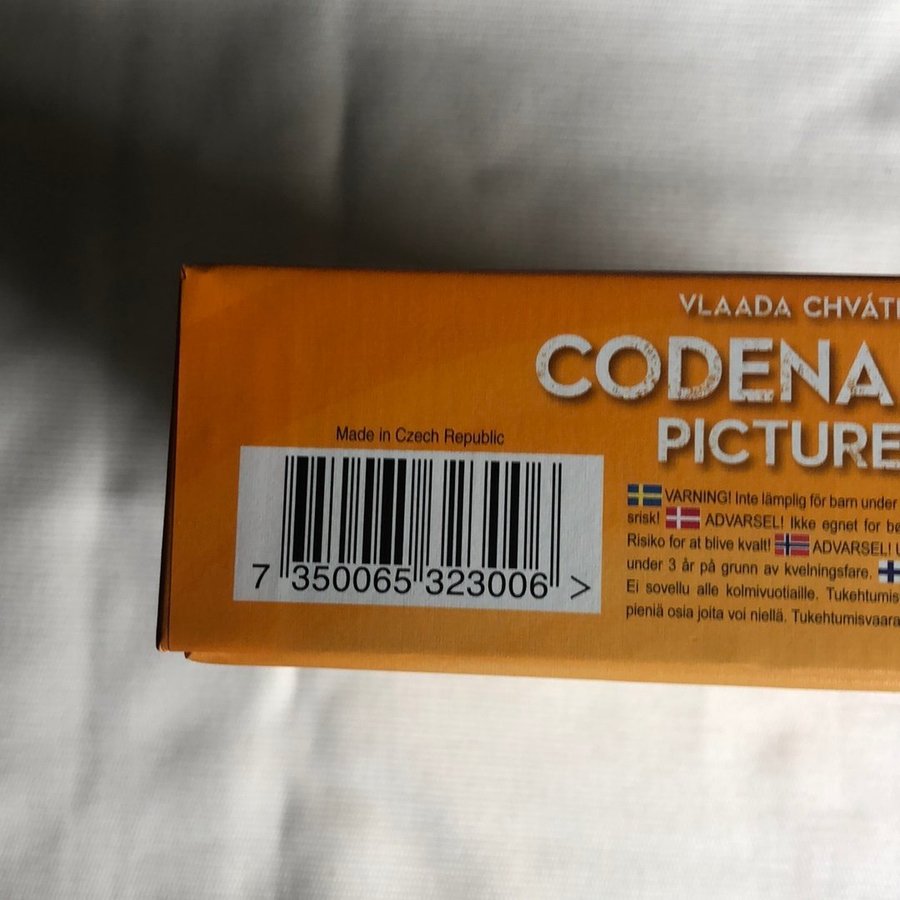 VLAADA CHVÁT
CODENA
PICTURE
Made in Czech Republic
7 350065 323006 >
VARNING! Inte lämplig för barn under
srisk! ADVARSEL! Ikke egnet for bø
Risiko for at blive kvalt! ADVARSEL! U
under 3 år på grunn av kvelningsfare.
Ei sovellu alle kolmivuotiaille. Tukehtumis
pieniä osia joita voi niellä. Tukehtumisvaara